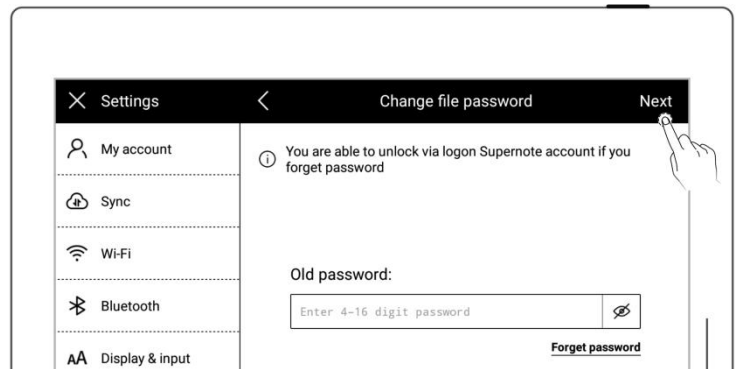 Settings
Change file password
Next
My account
You are able to unlock via logon Supernote account if you
forget password
Sync
Wi-Fi
Old password:
Bluetooth
Enter 4-16 digit password
Forget password
Display & input